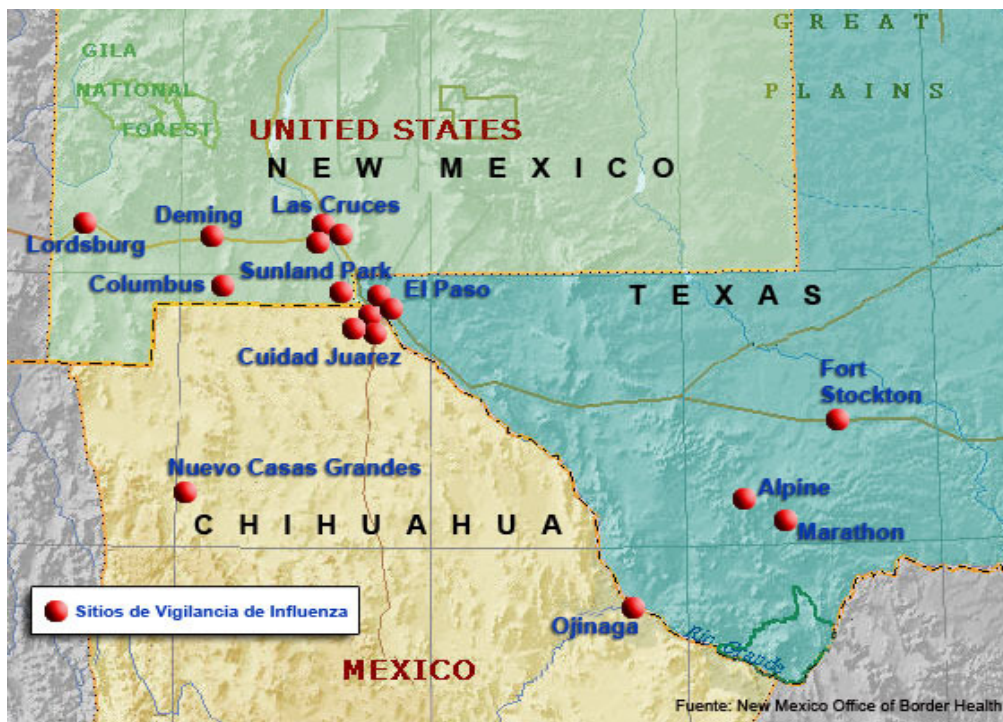 GREAT
PLAINS
GILA
NATIONAL
FOREST
UNITED STATES
NEW MEXICO
Las Cruces
Deming
Lordsburg
Sunland Park
Columbus
El Paso
TEXAS
Cuidad Juarez
Fort
Stockton
Nuevo Casas Grandes
Alpine
CHIHUAHUA
Marathon
Sitios de Vigilancia de Influenza
Ojinaga
Rio Grande
MEXICO
Fuente: New Mexico Office of Border Health